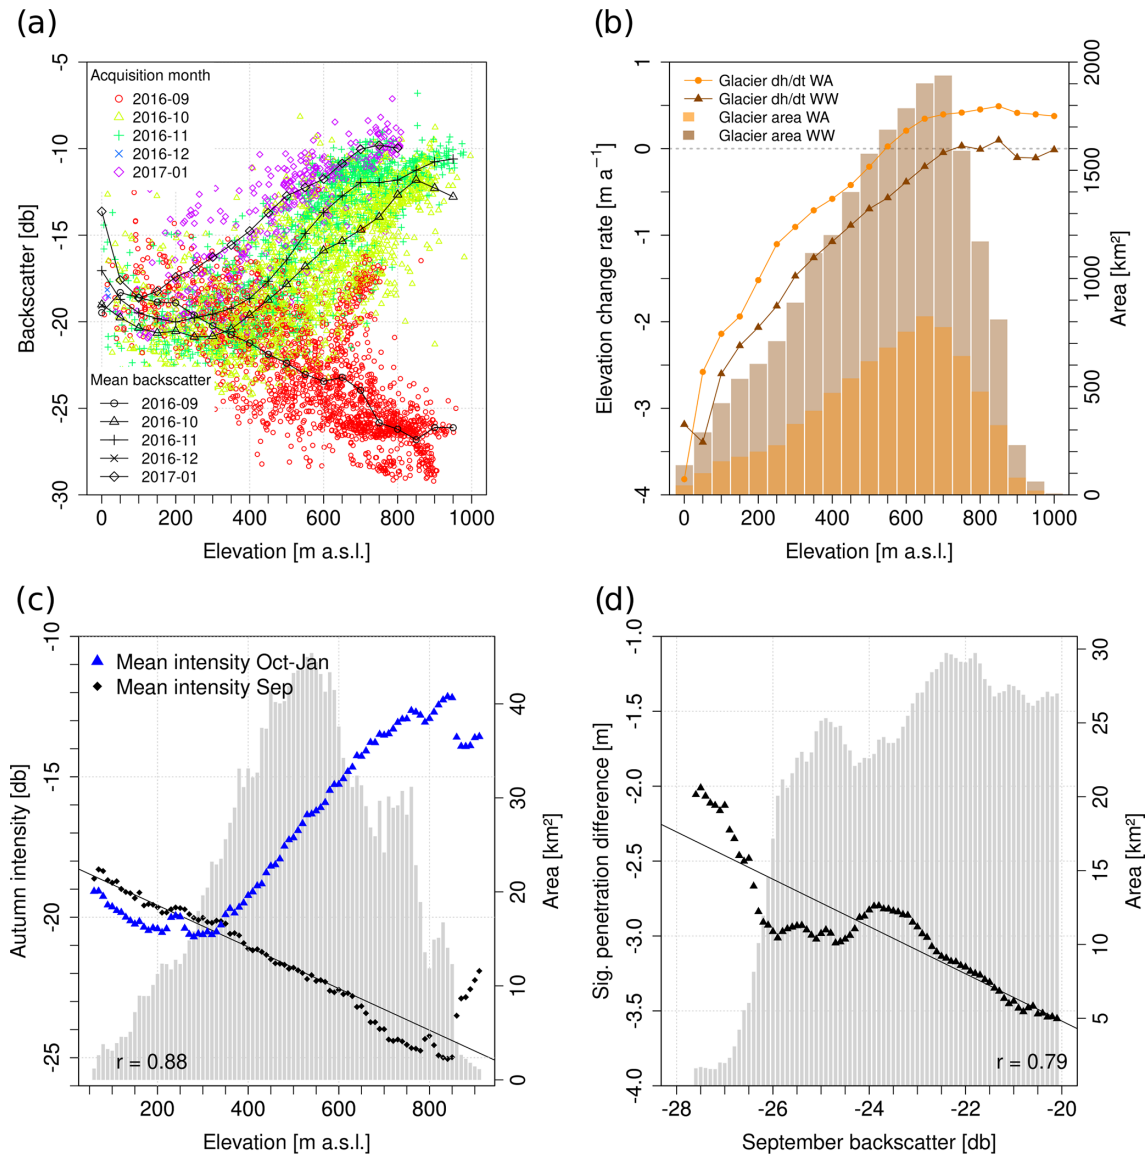 (a)
Backscatter [db]
-5
-10
-15
-20
-25
-30
Acquisition month
2016-09
2016-10
2016-11
2016-12
2017-01
Mean backscatter
2016-09
2016-10
2016-11
2016-12
2017-01
0 200 400 600 800 1000
Elevation [m a.s.l.]
(b)
Elevation change rate [m a⁻¹]
1
0
-1
-2
-3
-4
Glacier dh/dt WA
Glacier dh/dt WW
Glacier area WA
Glacier area WW
2000
1500
1000
500
0
Area [km²]
0 200 400 600 800 1000
Elevation [m a.s.l.]
(c)
Autumn intensity [db]
-10
-15
-20
-25
Mean intensity Oct-Jan
Mean intensity Sep
r = 0.88
40
30
20
10
0
Area [km²]
200 400 600 800
Elevation [m a.s.l.]
(d)
Sig. penetration difference [m]
-1.0
-1.5
-2.0
-2.5
-3.0
-3.5
-4.0
r = 0.79
30
25
20
15
10
5
Area [km²]
-28 -26 -24 -22 -20
September backscatter [db]